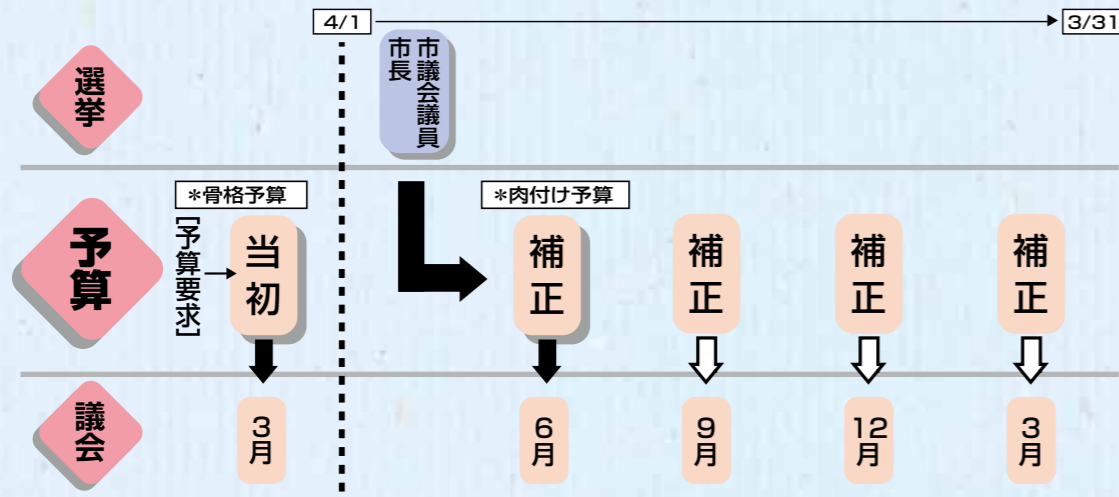 4/1
3/31
選挙
市議会議員
市長
予算
*骨格予算
[予算要求]
当初
*肉付け予算
補正
補正
補正
補正
議会
3月
6月
9月
12月
3月